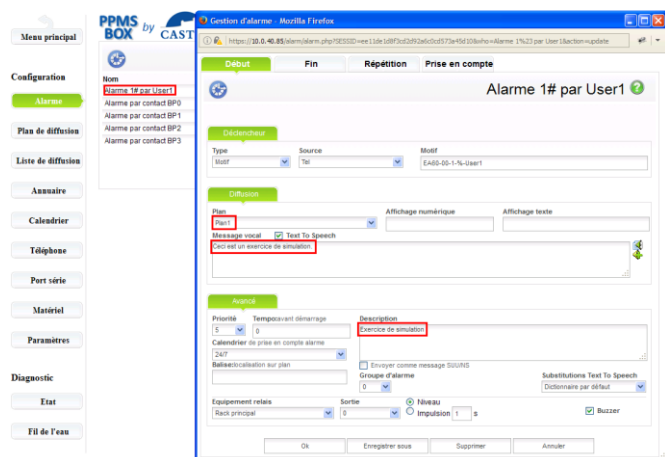 PPMS
BOX by CAST
Menu principal
Configuration
Alarme
Plan de diffusion
Liste de diffusion
Annuaire
Calendrier
Téléphone
Port série
Matériel
Paramètres
Diagnostic
Etat
Fil de l'eau
Nom
Alarme 1# par User1
Alarme par contact BP0
Alarme par contact BP1
Alarme par contact BP2
Alarme par contact BP3
Gestion d'alarme - Mozilla Firefox
Début Fin Répétition Prise en compte
Alarme 1# par User1
Déclencheur
Type Source Motif
Motif Tel EA60-00-1-%-User1
Diffusion
Plan Affichage numérique Affichage texte
Plan1
Message vocal Text To Speech
Ceci est un exercice de simulation.
Avancé
Priorité Tempo:avant démarrage Description
5 0 Exercice de simulation
Calendrier de prise en compte alarme
24/7
Balise:localisation sur plan Envoyer comme message SIU/NS
Groupe d'alarme Substitutions Text To Speech
0 Dictionnaire par défaut
Equipement relais Sortie Niveau
Rack principal 0 Impulsion 1 s Buzzer
Ok Enregistrer sous Supprimer Annuler